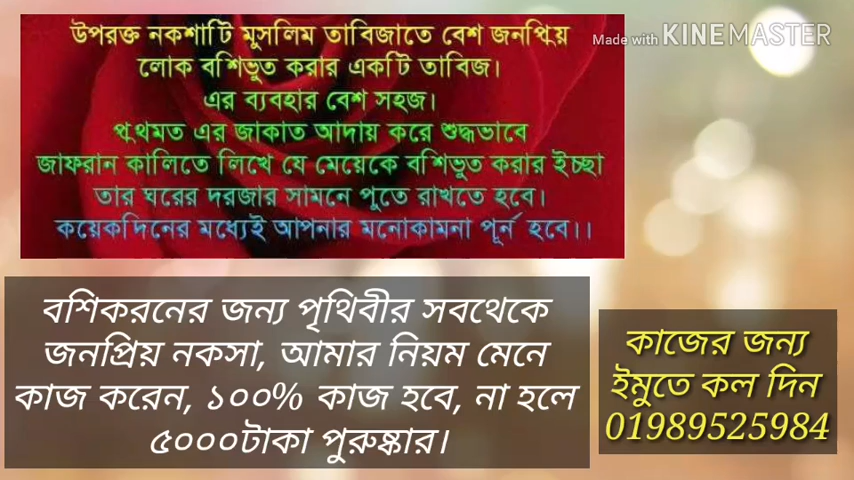 উপরক্ত নকশাটি মুসলিম তাবিজাতে বেশ জনপ্রিয়
Made with KINEMASTER
লোক বশিভুত করার একটি তাবিজ।
এর ব্যবহার বেশ সহজ।
প্রথমত এর জাকাত আদায় করে শুদ্ধভাবে
জাফরান কালিতে লিখে যে মেয়েকে বশিভুত করার ইচ্ছা
তার ঘরের দরজার সামনে পুতে রাখতে হবে।
কয়েকদিনের মধ্যেই আপনার মনোকামনা পূর্ন হবে।।
বশিকরনের জন্য পৃথিবীর সবথেকে
জনপ্রিয় নকসা, আমার নিয়ম মেনে
কাজ করেন, ১০০% কাজ হবে, না হলে
৫০০০টাকা পুরুষ্কার।
কাজের জন্য
ইমুতে কল দিন
01989525984